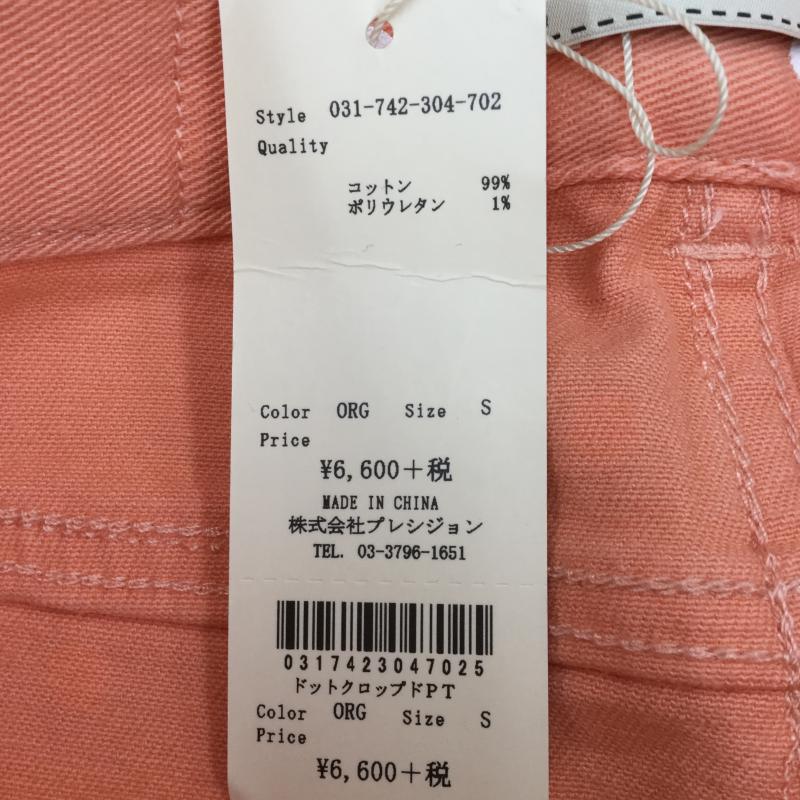 Style 031-742-304-702
Quality
コットン 99%
ポリウレタン 1%
Color ORG Size S
Price
¥6,600+税
MADE IN CHINA
株式会社プレシジョン
TEL. 03-3796-1651
0317423047025
ドットクロップドPT
Color ORG Size S
Price
¥6,600+税